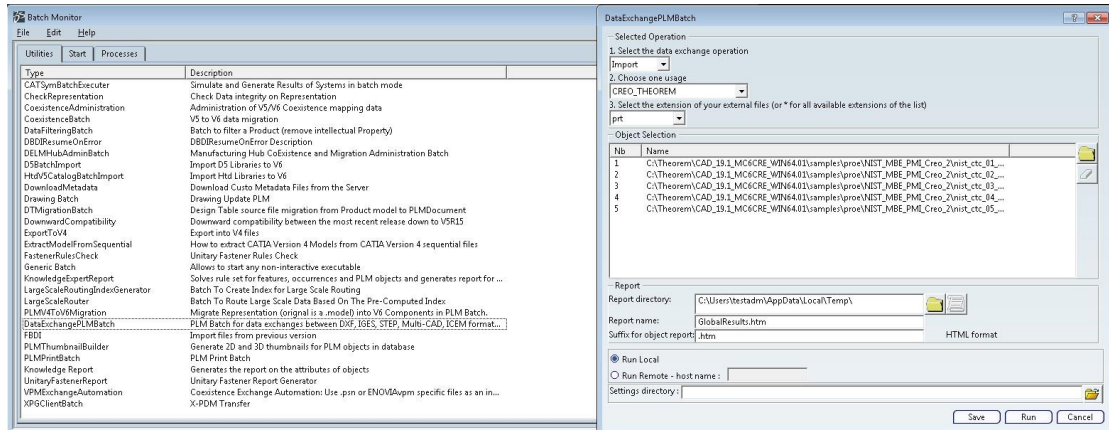 Batch Monitor
File Edit Help
Utilities Start Processes
Type Description
CATSymBatchExecuter Simulate and Generate Results of Systems in batch mode
CheckRepresentation Check Data integrity on Representation
CoexistenceAdministration Administration of V5/V6 Coexistence mapping data
CoexistenceBatch V5 to V6 data migration
DataFilteringBatch Batch to filter a Product (remove intellectual Property)
DBDIResumeOnError DBDIResumeOnError Description
DELMHubAdminBatch Manufacturing Hub CoExistence and Migration Administration Batch
D5BatchImport Import D5 Libraries to V6
HtdV5CatalogBatchImport Import Htd Libraries to V6
DownloadMetadata Download Custo Metadata Files from the Server
Drawing Batch Drawing Update PLM
DTMigrationBatch Design Table source file migration from Product model to PLMDocument
DownwardCompatibility Downward compatibility between the most recent release down to V5R15
ExportToV4 Export into V4 files
ExtractModelFromSequential How to extract CATIA Version 4 Models from CATIA Version 4 sequential files
FastenerRulesCheck Unitary Fastener Rules Check
Generic Batch Allows to start any non-interactive executable
KnowledgeExpertReport Solves rule set for features, occurrences and PLM objects and generates report for ...
LargeScaleRoutingIndexGenerator Batch To Create Index for Large Scale Routing
LargeScaleRouter Batch To Route Large Scale Data Based On The Pre-Computed Index
PLMV4ToV6Migration Migrate Representation (orignal is a .model) into V6 Components in PLM Batch.
DataExchangePLMBatch PLM Batch for data exchanges between DXF, IGES, STEP, Multi-CAD, ICEM format...
FBDI Import files from previous version
PLMThumbnailBuilder Generate 2D and 3D thumbnails for PLM objects in database
PLMPrintBatch PLM Print Batch
Knowledge Report Generates the report on the attributes of objects
UnitaryFastenerReport Unitary Fastener Report Generator
VPMExchangeAutomation Coexistence Exchange Automation: Use .psn or ENOVIAvpm specific files as an in...
XPGClientBatch X-PDM Transfer
DataExchangePLMBatch
Selected Operation
1. Select the data exchange operation
Import
2. Choose one usage
CREO_THEOREM
3. Select the extension of your external files (or * for all available extensions of the list)
prt
Object Selection
Nb Name
1 C:\Theorem\CAD_19.1_MC6CRE_WIN64.01\samples\proe\NIST_MBE_PMI_Creo_2\nist_ctc_01_...
2 C:\Theorem\CAD_19.1_MC6CRE_WIN64.01\samples\proe\NIST_MBE_PMI_Creo_2\nist_ctc_02_...
3 C:\Theorem\CAD_19.1_MC6CRE_WIN64.01\samples\proe\NIST_MBE_PMI_Creo_2\nist_ctc_03_...
4 C:\Theorem\CAD_19.1_MC6CRE_WIN64.01\samples\proe\NIST_MBE_PMI_Creo_2\nist_ctc_04_...
5 C:\Theorem\CAD_19.1_MC6CRE_WIN64.01\samples\proe\NIST_MBE_PMI_Creo_2\nist_ctc_05_...
Report
Report directory: C:\Users\testadm\AppData\Local\Temp\
Report name: GlobalResults.htm
Suffix for object report: .htm HTML format
Run Local
Run Remote - host name :
Settings directory :
Save Run Cancel